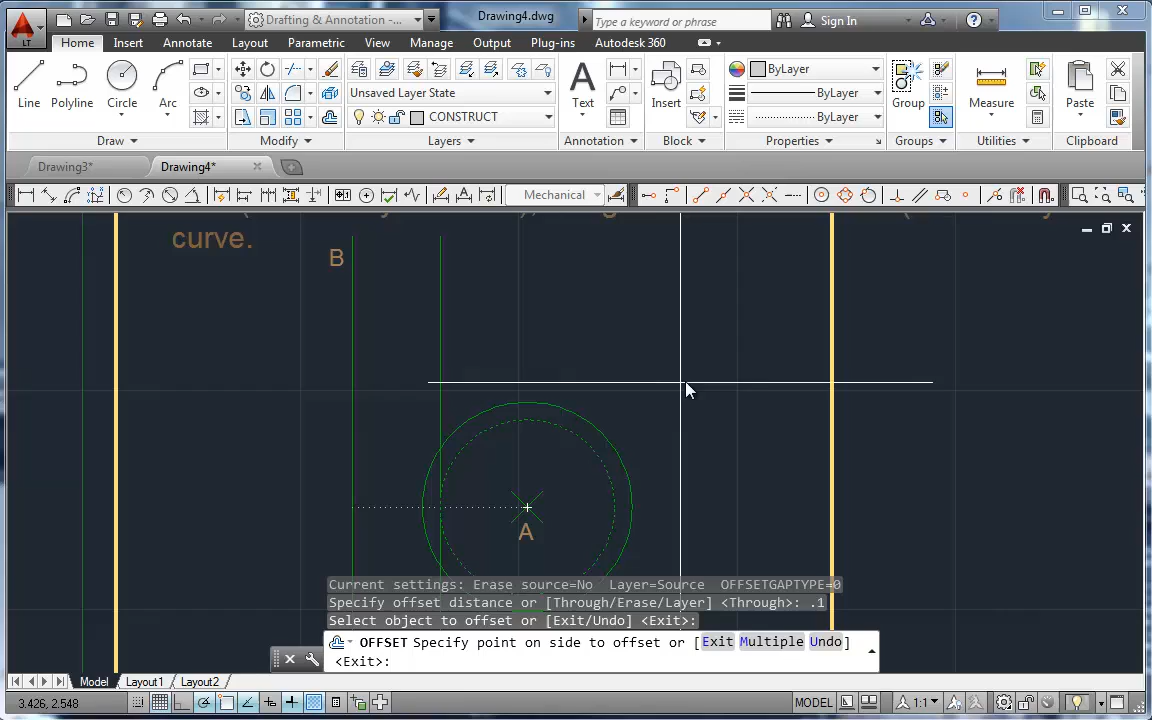 Drafting & Annotation -...
Drawing4.dwg
Type a keyword or phrase
Sign In
LT
Home Insert Annotate Layout Parametric View Manage Output Plug-ins Autodesk 360
Line Polyline Circle Arc
Unsaved Layer State
CONSTRUCT
Text
Insert
ByLayer
ByLayer
ByLayer
Group
Measure
Paste
Draw Modify Layers Annotation Block Properties Groups Utilities Clipboard
Drawing3* Drawing4*
Mechanical
curve.
B
A
Current settings: Erase source=No Layer=Source OFFSETGAPTYPE=0
Specify offset distance or [Through/Erase/Layer] <Through>: .1
Select object to offset or [Exit/Undo] <Exit>:
OFFSET Specify point on side to offset or [Exit Multiple Undo]
<Exit>:
Model Layout1 Layout2
3.426, 2.548
MODEL
1:1